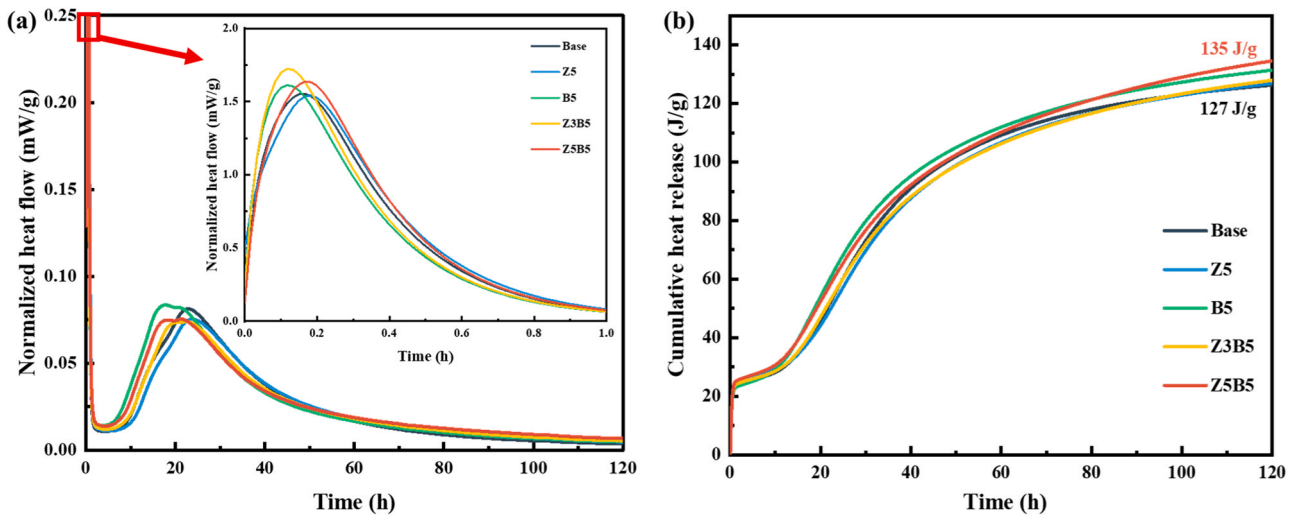 (a)
Normalized heat flow (mW/g)
0.25
0.20
0.15
0.10
0.05
0.00
0
20
40
60
80
100
120
Time (h)
Normalized heat flow (mW/g)
2.0
1.5
1.0
0.5
0.0
0.0
0.2
0.4
0.6
0.8
1.0
Time (h)
Base
Z5
B5
Z3B5
Z5B5
(b)
Cumulative heat release (J/g)
140
120
100
80
60
40
20
0
0
20
40
60
80
100
120
Time (h)
135 J/g
127 J/g
Base
Z5
B5
Z3B5
Z5B5